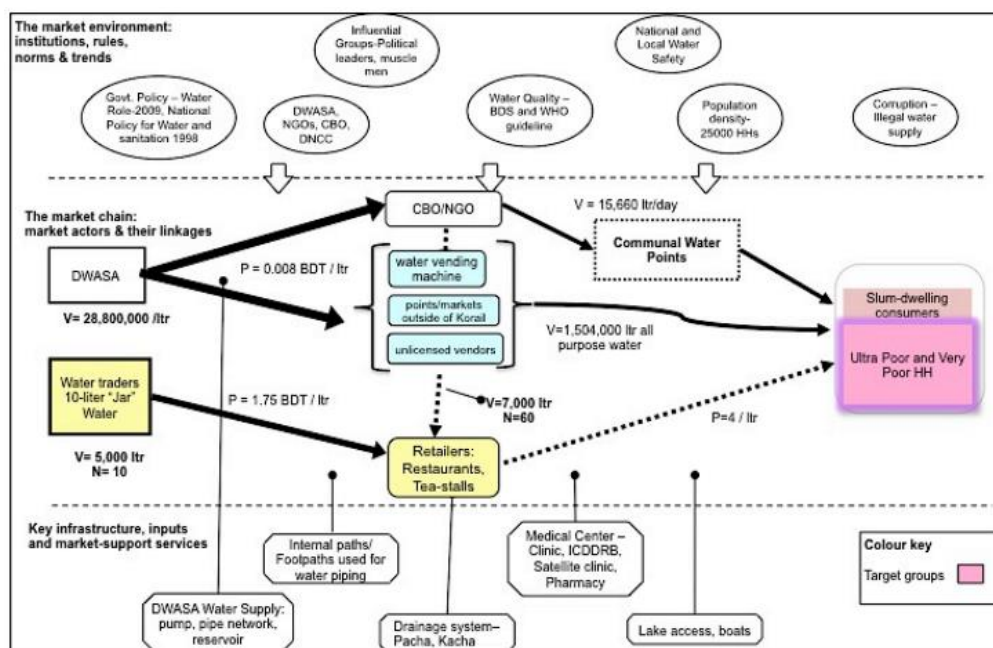 The market environment:
institutions, rules,
norms & trends
Influential
Groups-Political
leaders, muscle
men
National and
Local Water
Safety
Govt. Policy – Water
Role-2009, National
Policy for Water and
sanitation 1998
DWASA,
NGOs, CBO,
DNCC
Water Quality –
BDS and WHO
guideline
Population
density-
25000 HHs
Corruption –
Illegal water
supply
The market chain:
market actors & their linkages
CBO/NGO
V = 15,660 ltr/day
Communal Water
Points
DWASA
V= 28,800,000 /ltr
P = 0.008 BDT / ltr
water vending
machine
points/markets
outside of Korail
unlicensed vendors
V=1,504,000 ltr all
purpose water
Slum-dwelling
consumers
Ultra Poor and Very
Poor HH
Water traders
10-liter "Jar"
Water
V= 5,000 ltr
N= 10
P = 1.75 BDT / ltr
V=7,000 ltr
N=60
P=4 / ltr
Retailers:
Restaurants,
Tea-stalls
Key infrastructure, inputs
and market-support services
Internal paths/
Footpaths used for
water piping
Medical Center –
Clinic, ICDDRB,
Satellite clinic,
Pharmacy
Colour key
Target groups
DWASA Water Supply:
pump, pipe network,
reservoir
Drainage system–
Pacha, Kacha
Lake access, boats